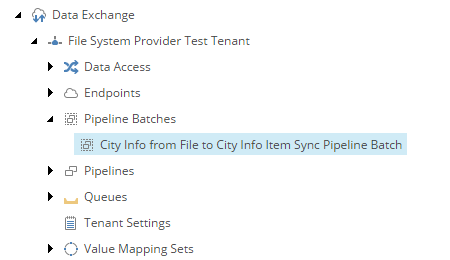 Data Exchange
File System Provider Test Tenant
Data Access
Endpoints
Pipeline Batches
City Info from File to City Info Item Sync Pipeline Batch
Pipelines
Queues
Tenant Settings
Value Mapping Sets